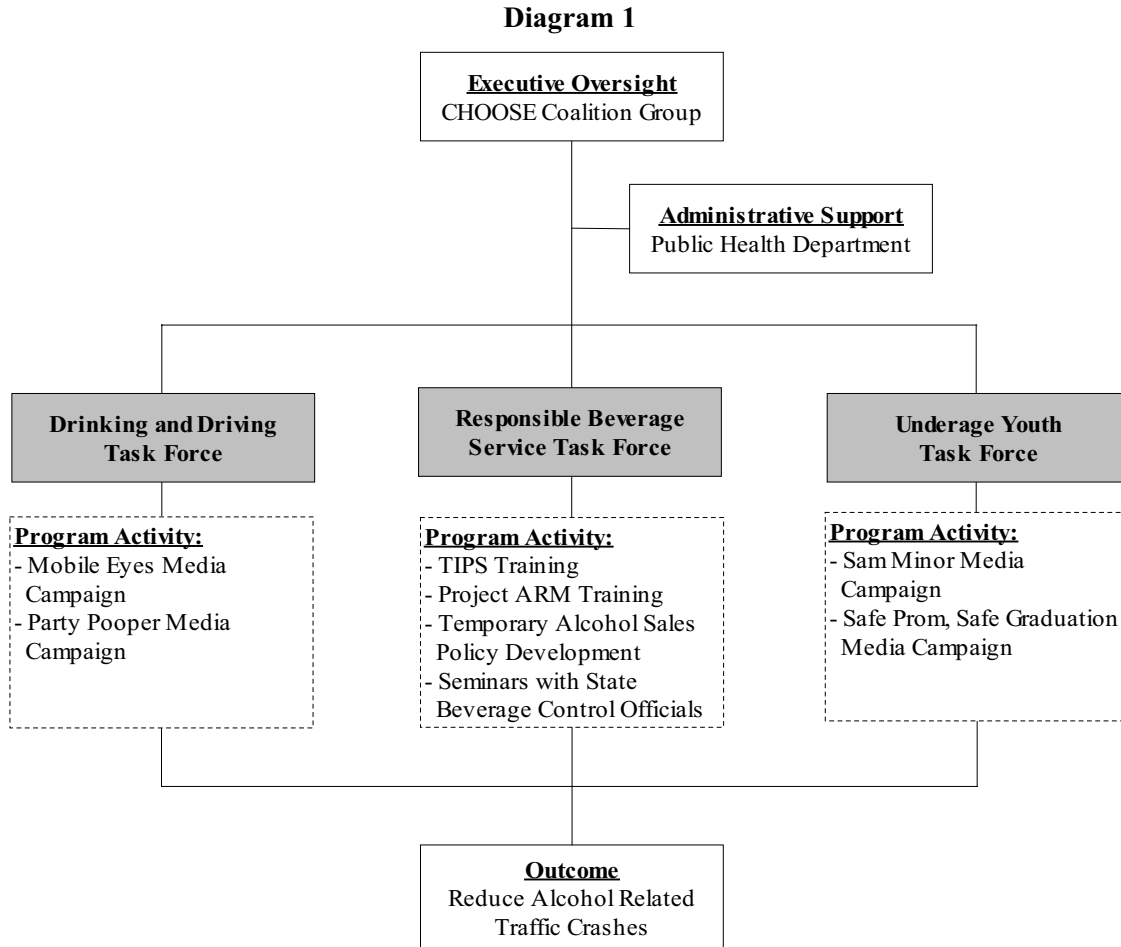 Diagram 1
Executive Oversight
CHOOSE Coalition Group
Administrative Support
Public Health Department
Drinking and Driving
Task Force
Responsible Beverage
Service Task Force
Underage Youth
Task Force
Program Activity:
- Mobile Eyes Media
Campaign
- Party Pooper Media
Campaign
Program Activity:
- TIPS Training
- Project ARM Training
- Temporary Alcohol Sales
Policy Development
- Seminars with State
Beverage Control Officials
Program Activity:
- Sam Minor Media
Campaign
- Safe Prom, Safe Graduation
Media Campaign
Outcome
Reduce Alcohol Related
Traffic Crashes